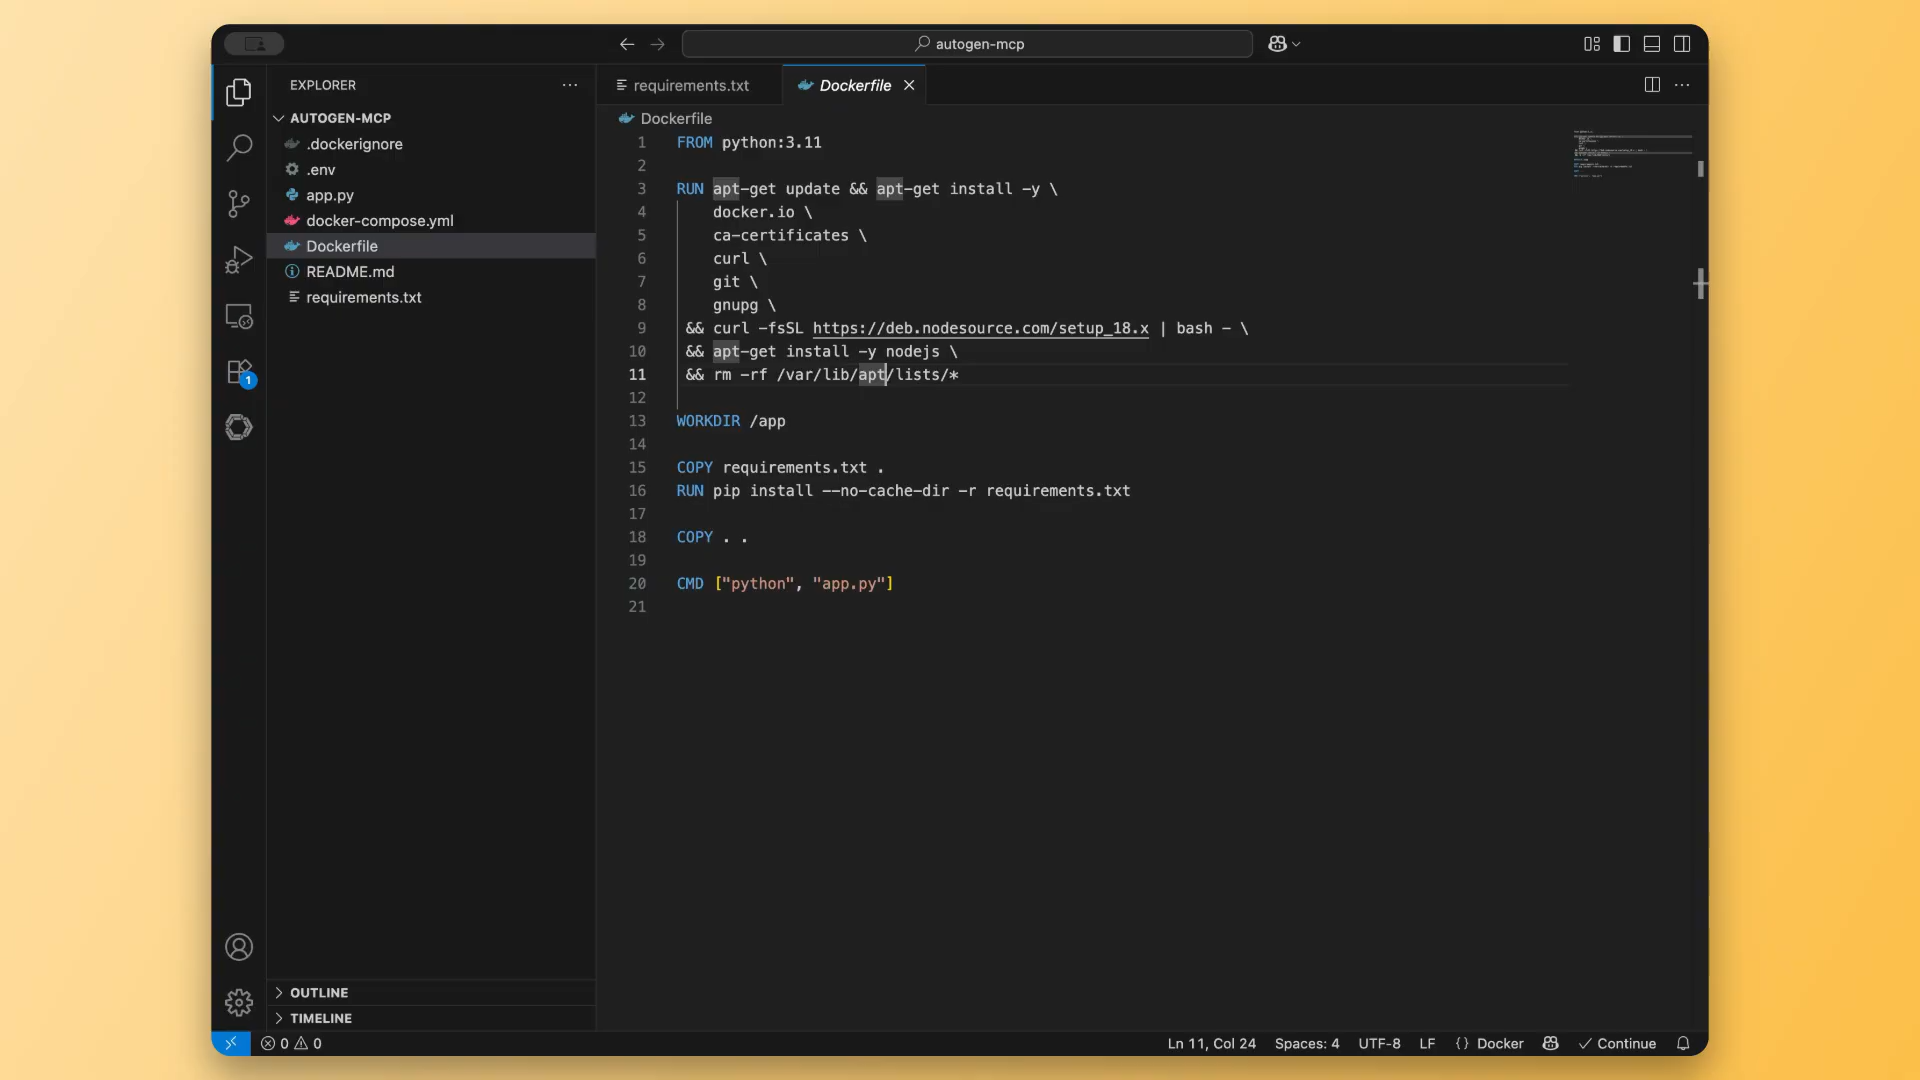 autogen-mcp
EXPLORER
requirements.txt
Dockerfile
AUTOGEN-MCP
.dockerignore
.env
app.py
docker-compose.yml
Dockerfile
README.md
requirements.txt
Dockerfile
1 FROM python:3.11
2
3 RUN apt-get update && apt-get install -y \
4 docker.io \
5 ca-certificates \
6 curl \
7 git \
8 gnupg \
9 && curl -fsSL https://deb.nodesource.com/setup_18.x | bash - \
10 && apt-get install -y nodejs \
11 && rm -rf /var/lib/apt/lists/*
12
13 WORKDIR /app
14
15 COPY requirements.txt .
16 RUN pip install --no-cache-dir -r requirements.txt
17
18 COPY . .
19
20 CMD ["python", "app.py"]
21
1
OUTLINE
TIMELINE
0 0
Ln 11, Col 24 Spaces: 4 UTF-8 LF {} Docker Continue